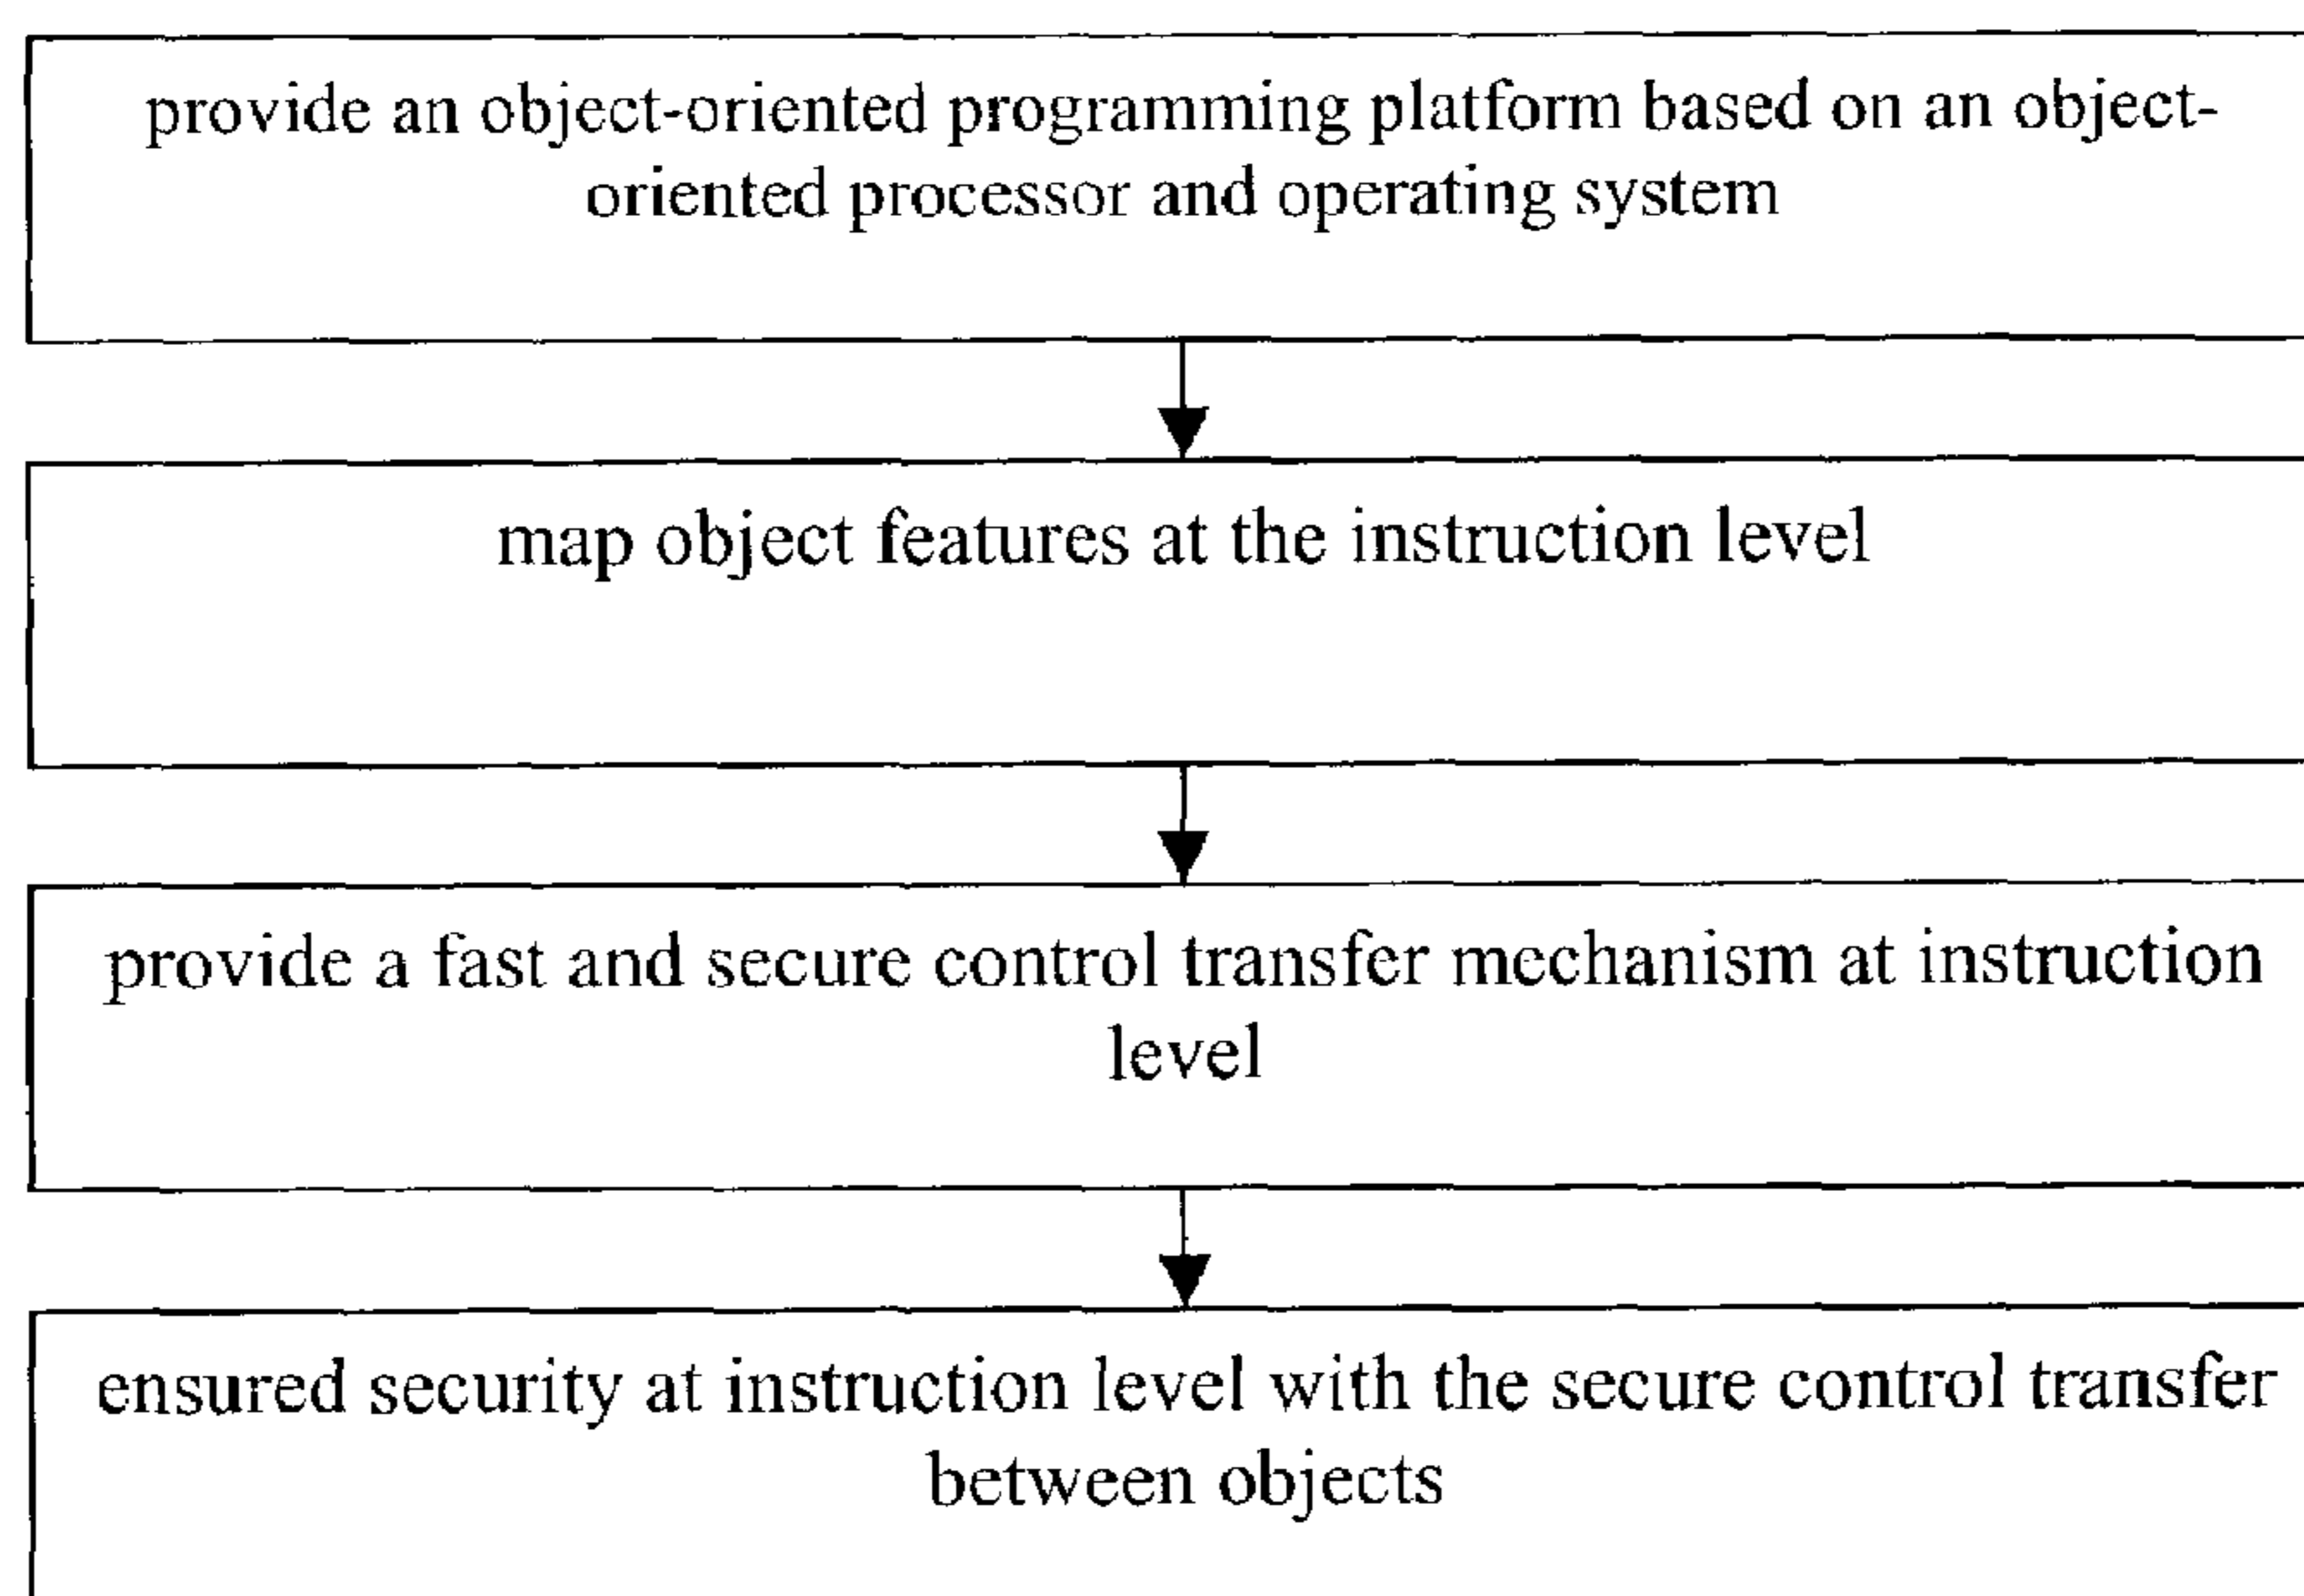 provide an object-oriented programming platform based on an object-
oriented processor and operating system
map object features at the instruction level
provide a fast and secure control transfer mechanism at instruction
level
ensured security at instruction level with the secure control transfer
between objects